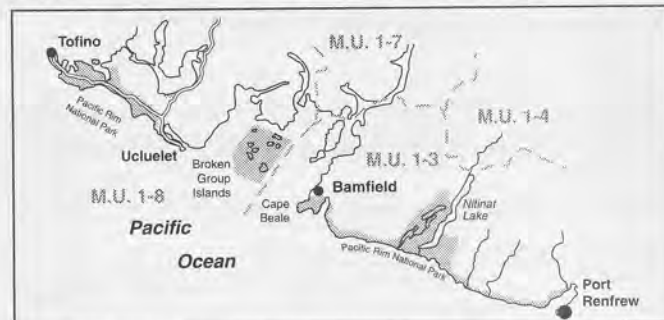 Tofino
M.U. 1-7
Pacific Rim
National Park
M.U. 1-4
Ucluelet
Broken
Group
Islands
M.U. 1-3
Bamfield
Nitinat
Lake
M.U. 1-8
Cape
Beale
Pacific
Ocean
Pacific Rim National Park
Port
Renfrew